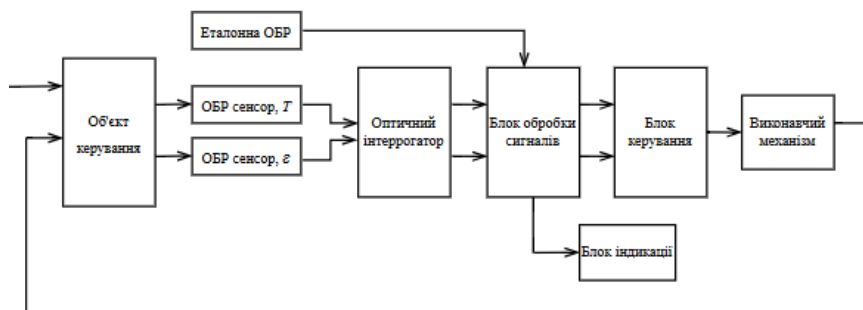 Еталонна ОБР
Об'єкт
керування
ОБР сенсор, T
ОБР сенсор, ε
Оптичний
інтеррогатор
Блок обробки
сигналів
Блок
керування
Виконавчий
механізм
Блок індикації